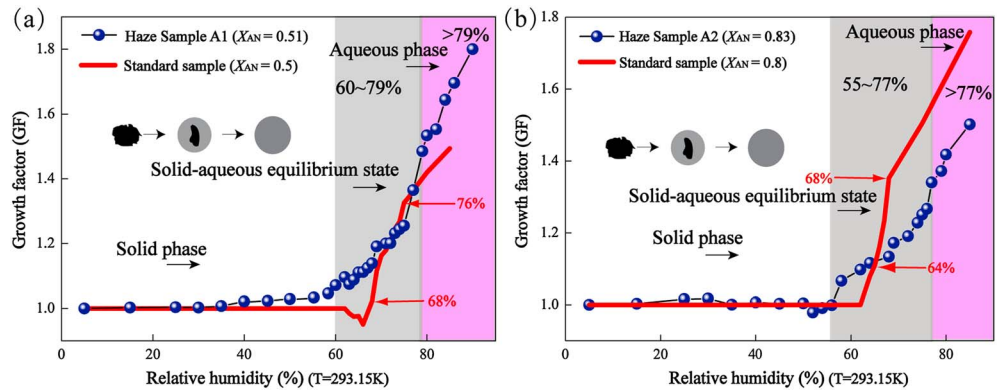 (a)
Haze Sample A1 (XAN = 0.51)
Standard sample (XAN = 0.5)
Aqueous phase
>79%
60~79%
Solid-aqueous equilibrium state
Solid phase
76%
68%
Growth factor (GF)
1.8
1.6
1.4
1.2
1.0
0 20 40 60 80
Relative humidity (%) (T=293.15K)
(b)
Haze Sample A2 (XAN = 0.83)
Standard sample (XAN = 0.8)
Aqueous phase
55~77%
>77%
68%
Solid-aqueous equilibrium state
Solid phase
64%
Growth factor (GF)
1.8
1.6
1.4
1.2
1.0
0 20 40 60 80
Relative humidity (%) (T=293.15K)